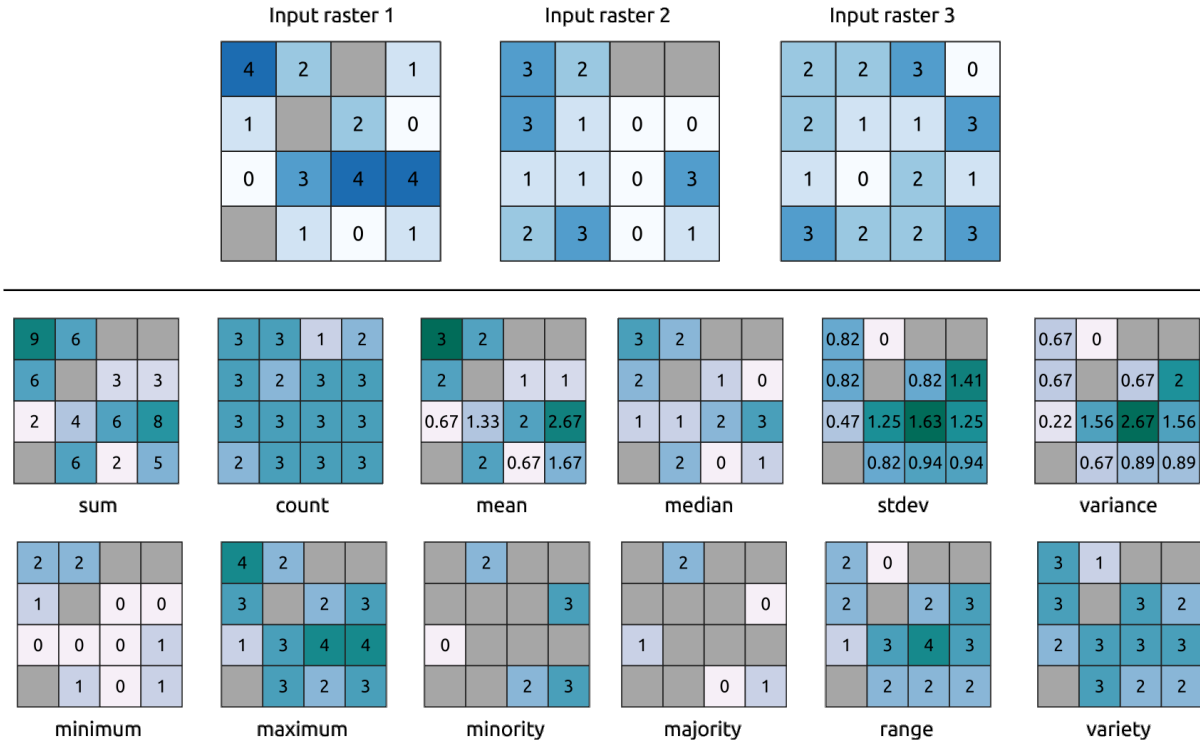 Input raster 1 Input raster 2 Input raster 3
4 2 1 3 2 2 2 3 0
1 2 0 3 1 0 0 2 1 1 3
0 3 4 4 1 1 0 3 1 0 2 1
1 0 1 2 3 0 1 3 2 2 3
9 6 3 3 1 2 3 2 3 2 0.82 0 0.67 0
6 3 3 3 2 3 3 2 1 1 2 1 0 0.82 0.82 1.41 0.67 0.67 2
2 4 6 8 3 3 3 3 0.67 1.33 2 2.67 1 1 2 3 0.47 1.25 1.63 1.25 0.22 1.56 2.67 1.56
6 2 5 2 3 3 3 2 0.67 1.67 2 0 1 0.82 0.94 0.94 0.67 0.89 0.89
sum count mean median stdev variance
2 2 4 2 2 2 2 0 3 1
1 0 0 3 2 3 3 0 2 2 3 3 3 2
0 0 0 1 1 3 4 4 0 1 1 3 4 3 2 3 3 3
1 0 1 3 2 3 2 3 0 1 2 2 2 3 2 2
minimum maximum minority majority range variety